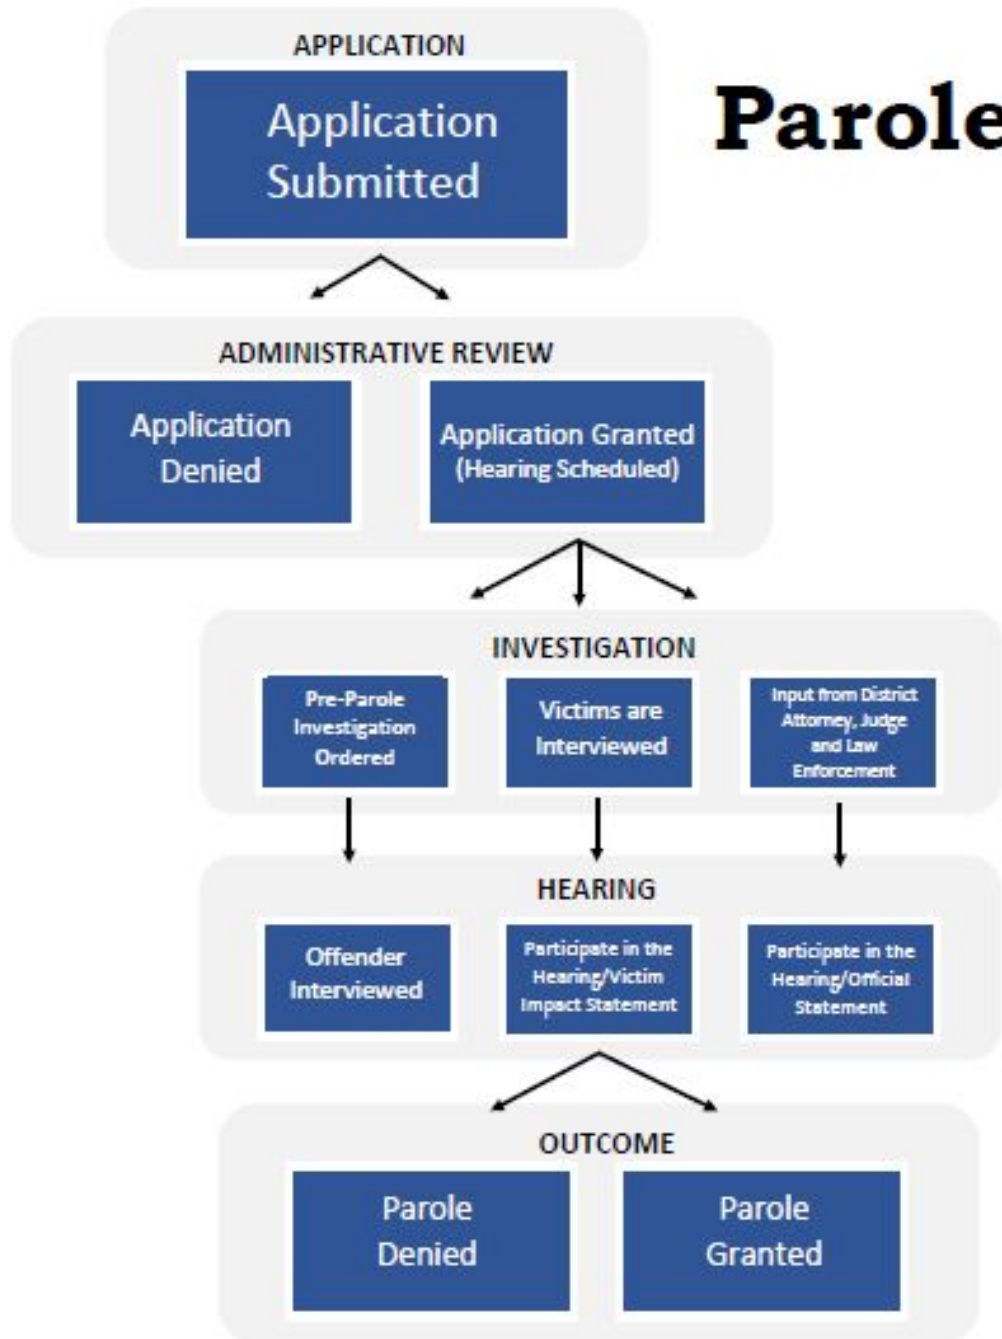 APPLICATION
Parole
Application
Submitted
ADMINISTRATIVE REVIEW
Application
Denied
Application Granted
(Hearing Scheduled)
INVESTIGATION
Pre-Parole
Investigation
Ordered
Victims are
Interviewed
Input from District
Attorney, Judge
and Law
Enforcement
HEARING
Offender
Interviewed
Participate in the
Hearing/Victim
Impact Statement
Participate in the
Hearing/Official
Statement
OUTCOME
Parole
Denied
Parole
Granted